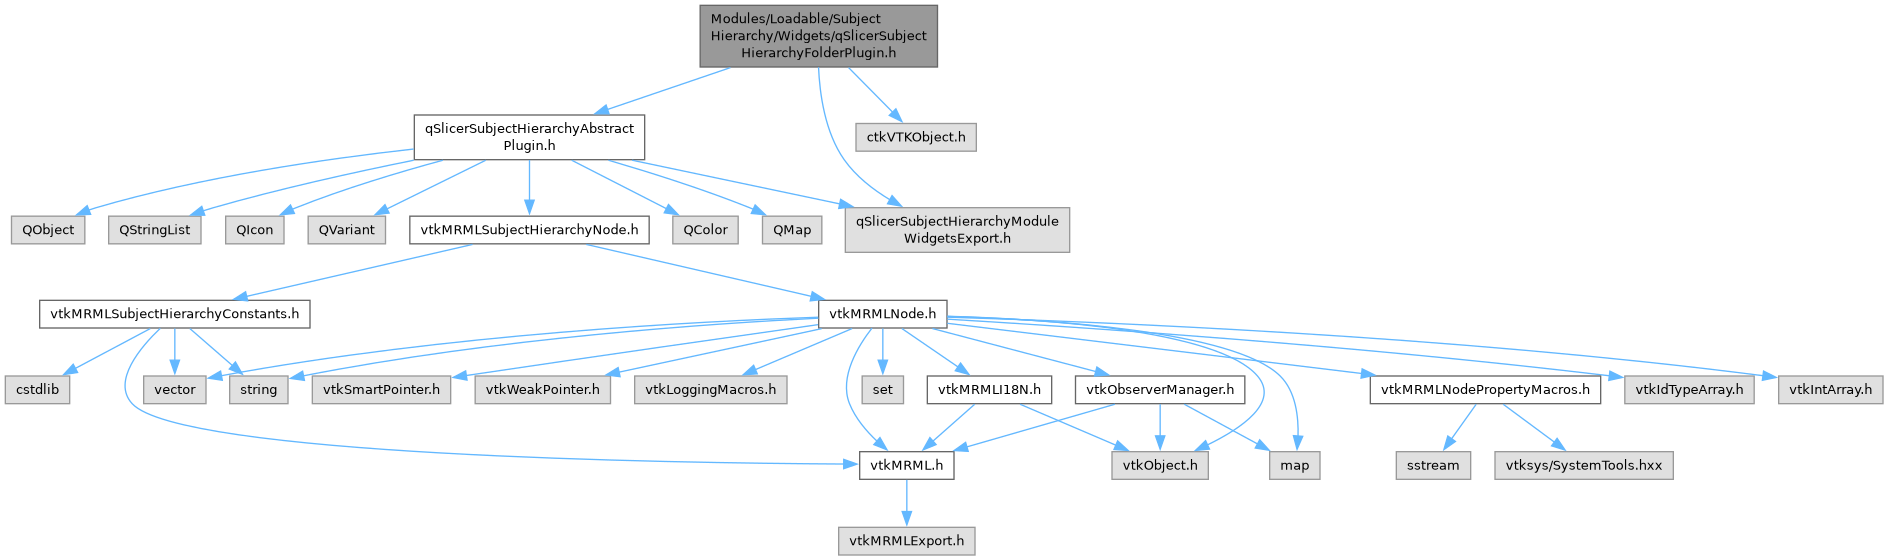 Modules/Loadable/Subject
Hierarchy/Widgets/qSlicerSubject
HierarchyFolderPlugin.h
qSlicerSubjectHierarchyAbstract
Plugin.h
ctkVTKObject.h
QObject
QStringList
QIcon
QVariant
vtkMRMLSubjectHierarchyNode.h
QColor
QMap
qSlicerSubjectHierarchyModule
WidgetsExport.h
vtkMRMLSubjectHierarchyConstants.h
vtkMRMLNode.h
cstdlib
vector
string
vtkSmartPointer.h
vtkWeakPointer.h
vtkLoggingMacros.h
set
vtkMRMLI18N.h
vtkObserverManager.h
vtkMRMLNodePropertyMacros.h
vtkIdTypeArray.h
vtkIntArray.h
vtkMRML.h
vtkObject.h
map
sstream
vtksys/SystemTools.hxx
vtkMRMLExport.h